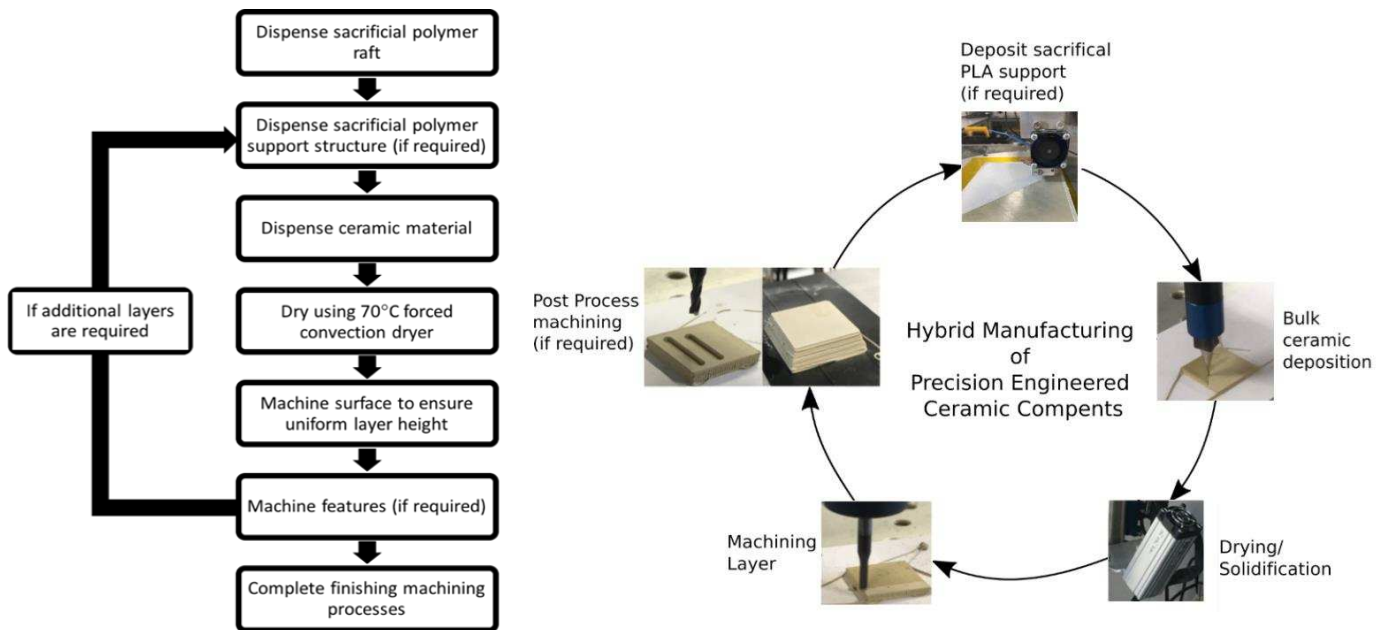 Dispense sacrificial polymer
raft
Dispense sacrificial polymer
support structure (if required)
Dispense ceramic material
Dry using 70°C forced
convection dryer
Machine surface to ensure
uniform layer height
Machine features (if required)
Complete finishing machining
processes
If additional layers
are required
Deposit sacrifical
PLA support
(if required)
Bulk
ceramic
deposition
Drying/
Solidification
Machining
Layer
Post Process
machining
(if required)
Hybrid Manufacturing
of
Precision Engineered
Ceramic Compents